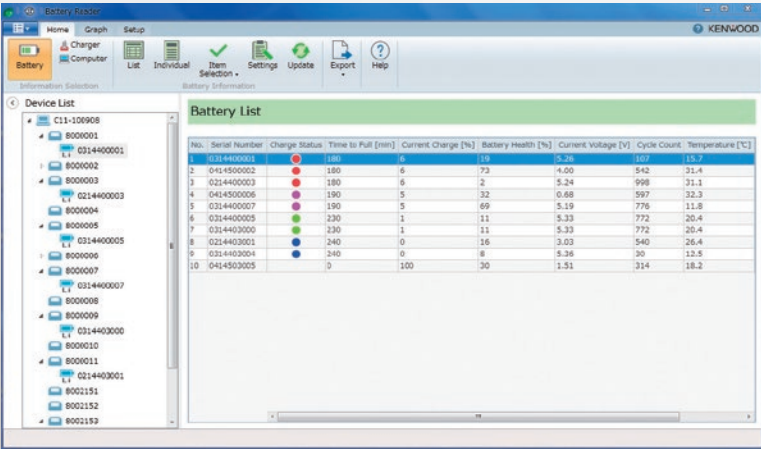 Battery Reader
Home Graph Setup
KENWOOD
Battery
Charger
Computer
List
Individual
Item Selection
Settings
Update
Export
Help
Information Selection
Battery Information
Device List
C11-100908
8000001
0314400001
8000002
8000003
0214400003
8000004
8000005
0314400005
8000006
8000007
0314400007
8000008
8000009
0314403000
8000010
8000011
0214403001
8002151
8002152
8002153
Battery List
No. Serial Number Charge Status Time to Full [min] Current Charge [%] Battery Health [%] Current Voltage [V] Cycle Count Temperature [℃]
1 0314400001 180 6 19 5.26 107 15.7
2 0414500002 180 6 73 4.00 542 31.4
3 0214400003 180 6 2 5.24 998 31.1
4 0414500006 190 5 32 0.68 597 32.3
5 0314400007 190 5 69 5.19 776 11.8
6 0314400005 230 1 11 5.33 772 20.4
7 0314403000 230 1 11 5.33 772 20.4
8 0214403001 240 0 16 3.03 540 26.4
9 0314403004 240 0 8 5.36 30 12.5
10 0414503005 0 100 30 1.51 314 18.2